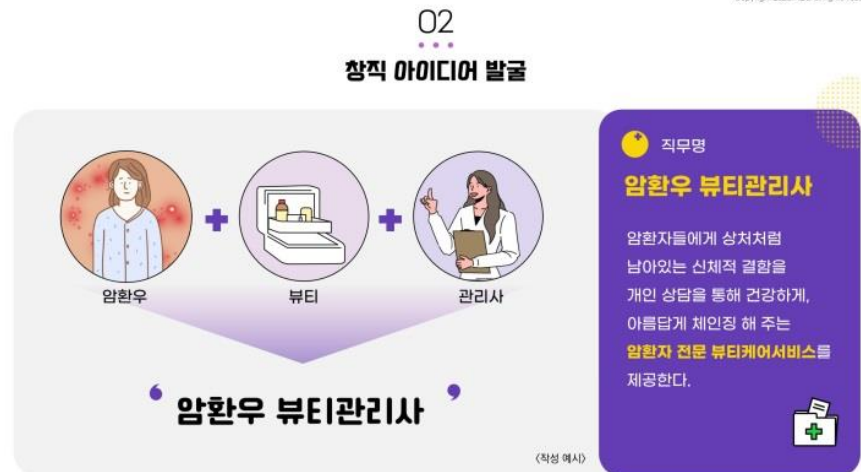 02
창직 아이디어 발굴
암환우
뷰티
관리사
‘ 암환우 뷰티관리사 ’
〈작성 예시〉
직무명
암환우 뷰티관리사
암환자들에게 상처처럼
남아있는 신체적 결함을
개인 상담을 통해 건강하게,
아름답게 체인징 해 주는
암환자 전문 뷰티케어서비스를
제공한다.